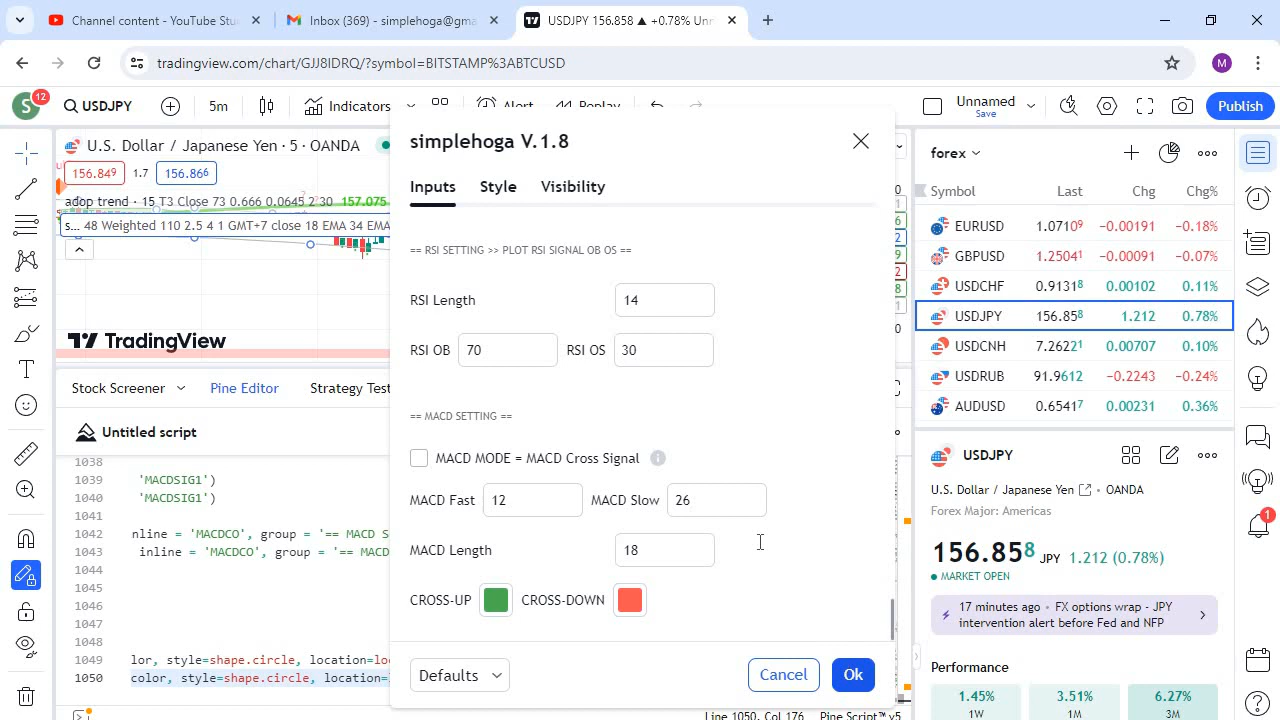 Channel content - YouTube Stu
Inbox (369) - simplehoga@gma
USDJPY 156.858 ▲ +0.78% Unn
tradingview.com/chart/GJJ8IDRQ/?symbol=BITSTAMP%3ABTCUSD
M
S 12 USDJPY 5m Indicators Alert Replay Unnamed Save Publish
U.S. Dollar / Japanese Yen · 5 · OANDA
156.849 1.7 156.866
adop trend · 15 T3 Close 73 0.666 0.0645 2 30 157.075
s... 48 Weighted 110 2.5 4 1 GMT+7 close 18 EMA 34 EMA
TradingView
Stock Screener Pine Editor Strategy Test
Untitled script
1038
1039 'MACDSIG1')
1040 'MACDSIG1')
1041
1042 nline = 'MACDCO', group = '== MACD S
1043 inline = 'MACDCO', group = '== MACD
1044
1045
1046
1047
1048
1049 lor, style=shape.circle, location=loc
1050 color, style=shape.circle, location=
Line 1050, Col 176 Pine Script™ v5
simplehoga V.1.8
Inputs Style Visibility
== RSI SETTING >> PLOT RSI SIGNAL OB OS ==
RSI Length 14
RSI OB 70 RSI OS 30
== MACD SETTING ==
MACD MODE = MACD Cross Signal
MACD Fast 12 MACD Slow 26
MACD Length 18
CROSS-UP CROSS-DOWN
Defaults Cancel Ok
forex
Symbol Last Chg Chg%
EURUSD 1.07109 −0.00191 −0.18%
GBPUSD 1.25041 −0.00091 −0.07%
USDCHF 0.91318 0.00102 0.11%
USDJPY 156.858 1.212 0.78%
USDCNH 7.26221 0.00707 0.10%
USDRUB 91.9612 −0.2243 −0.24%
AUDUSD 0.65417 0.00231 0.36%
USDJPY
U.S. Dollar / Japanese Yen • OANDA
Forex Major: Americas
156.858 JPY 1.212 (0.78%)
MARKET OPEN
17 minutes ago • FX options wrap - JPY
intervention alert before Fed and NFP
Performance
1.45% 3.51% 6.27%
1W 1M 3M
1